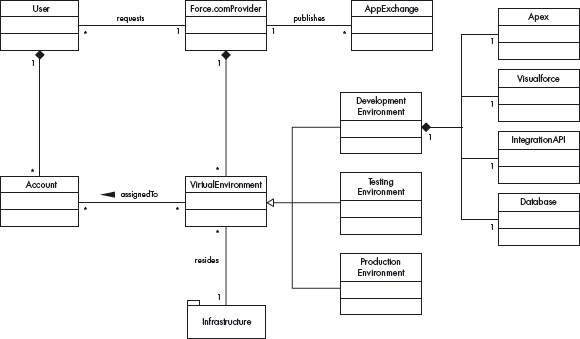 User
requests
*
1
Force.comProvider
1
publishes
*
AppExchange
1
1
Apex
1
Visualforce
1
Development
Environment
1
IntegrationAPI
1
*
*
Account
assignedTo
*
*
VirtualEnvironment
Testing
Environment
Database
1
*
resides
1
Production
Environment
Infrastructure